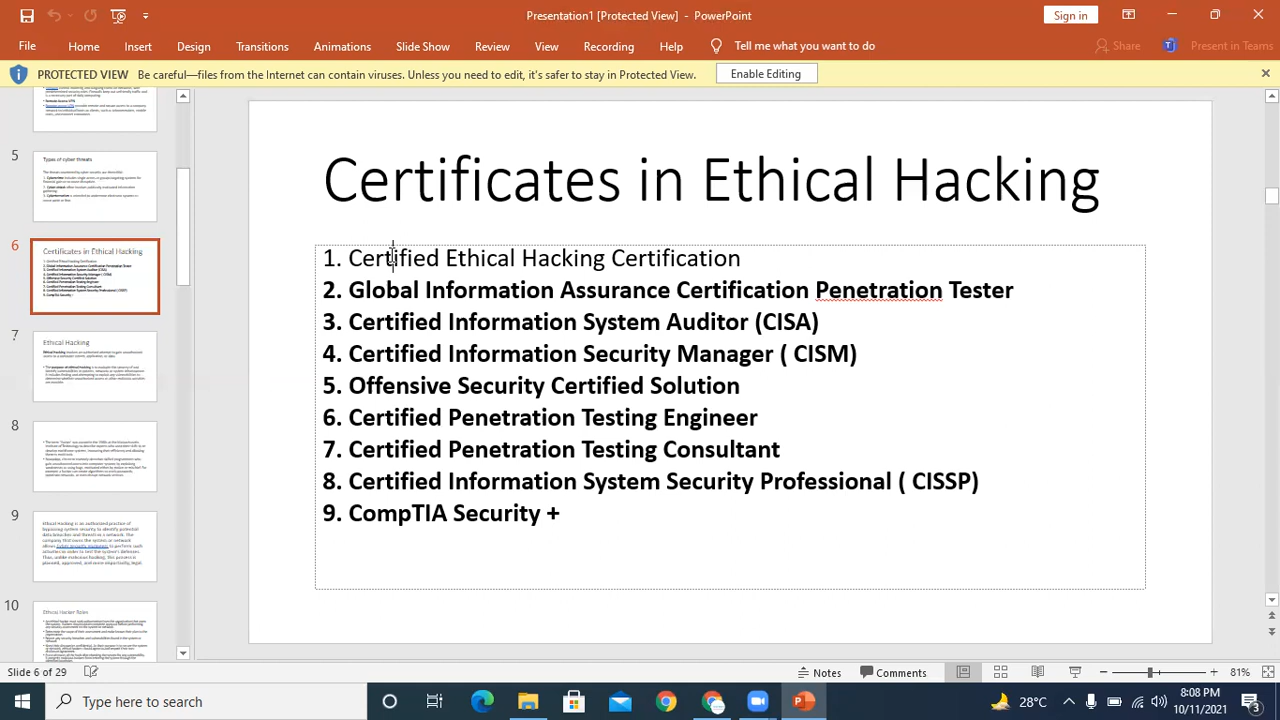 Presentation1 [Protected View] - PowerPoint
Sign in
File Home Insert Design Transitions Animations Slide Show Review View Recording Help Tell me what you want to do Share Present in Teams
PROTECTED VIEW Be careful—files from the Internet can contain viruses. Unless you need to edit, it's safer to stay in Protected View. Enable Editing
5
Types of cyber threats
6
Certificates in Ethical Hacking
7
Ethical Hacking
8
9
10
Ethical Hacker Roles
Certificates in Ethical Hacking
1. Certified Ethical Hacking Certification
2. Global Information Assurance Certification Penetration Tester
3. Certified Information System Auditor (CISA)
4. Certified Information Security Manager ( CISM)
5. Offensive Security Certified Solution
6. Certified Penetration Testing Engineer
7. Certified Penetration Testing Consultant
8. Certified Information System Security Professional ( CISSP)
9. CompTIA Security +
Slide 6 of 29 Notes Comments 81%
Type here to search
28°C
8:08 PM
10/11/2021
3